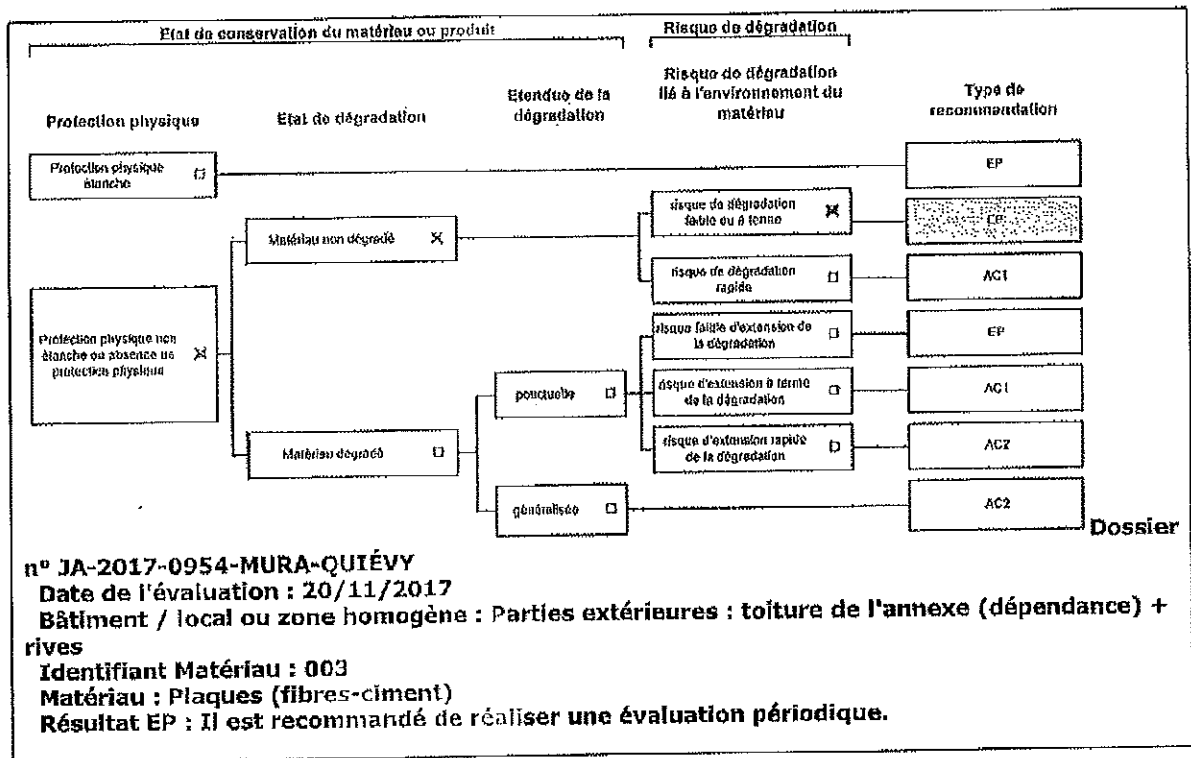 Etat de conservation du matériau ou produit
Risque de dégradation
Protection physique
Etat de dégradation
Etendue de la
dégradation
Risque de dégradation
lié à l'environnement du
matériau
Type de
recommandation
Protection physique
étanche
EP
Protection physique non
étanche ou absence de
protection physique
Matériau non dégradé
risque de dégradation
faible ou à terme
EP
risque de dégradation
rapide
AC1
Matériau dégradé
ponctuelle
risque faible d'extension de
la dégradation
EP
risque d'extension à terme
de la dégradation
AC1
risque d'extension rapide
de la dégradation
AC2
généralisée
AC2
Dossier
n° JA-2017-0954-MURA-QUIÉVY
Date de l'évaluation : 20/11/2017
Bâtiment / local ou zone homogène : Parties extérieures : toiture de l'annexe (dépendance) +
rives
Identifiant Matériau : 003
Matériau : Plaques (fibres-ciment)
Résultat EP : Il est recommandé de réaliser une évaluation périodique.